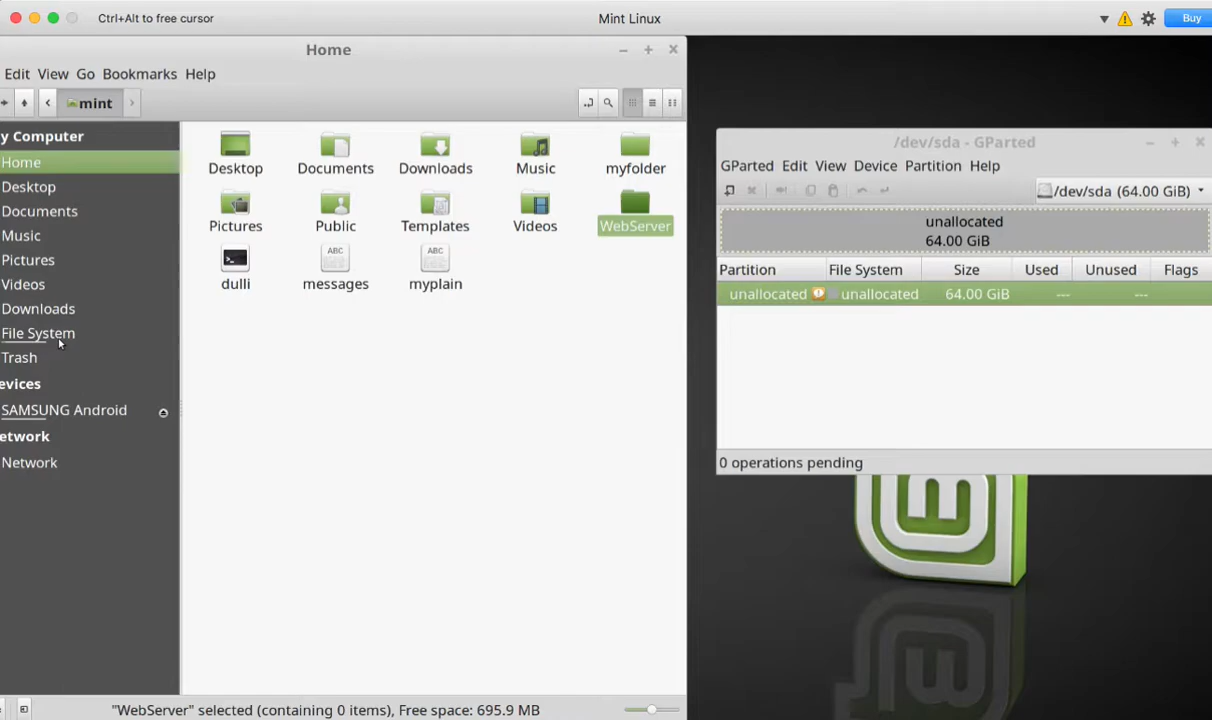 Ctrl+Alt to free cursor
Mint Linux
Buy
Home
Edit View Go Bookmarks Help
mint
y Computer
Home
Desktop
Documents
Music
Pictures
Videos
Downloads
File System
Trash
evices
SAMSUNG Android
etwork
Network
Desktop Documents Downloads Music myfolder
Pictures Public Templates Videos WebServer
ABC ABC
dulli messages myplain
"WebServer" selected (containing 0 items), Free space: 695.9 MB
/dev/sda - GParted
GParted Edit View Device Partition Help
/dev/sda (64.00 GiB)
unallocated
64.00 GiB
Partition File System Size Used Unused Flags
unallocated unallocated 64.00 GiB --- ---
0 operations pending